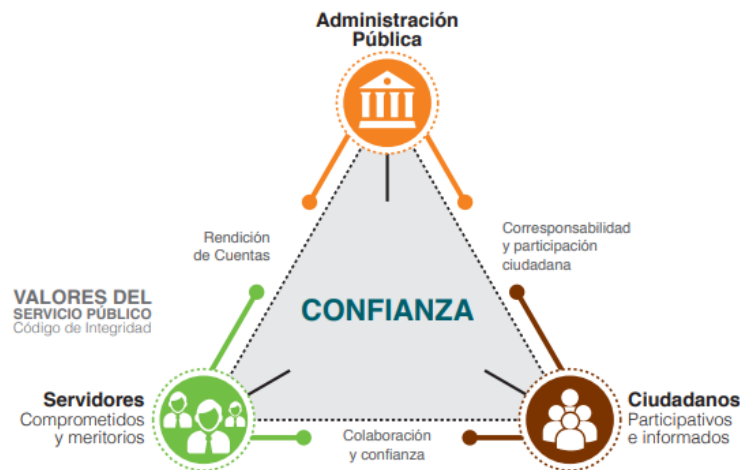 Administración
Pública
Rendición
de Cuentas
Corresponsabilidad
y participación
ciudadana
VALORES DEL
SERVICIO PÚBLICO
Código de Integridad
CONFIANZA
Servidores
Comprometidos
y meritorios
Colaboración
y confianza
Ciudadanos
Participativos
e informados